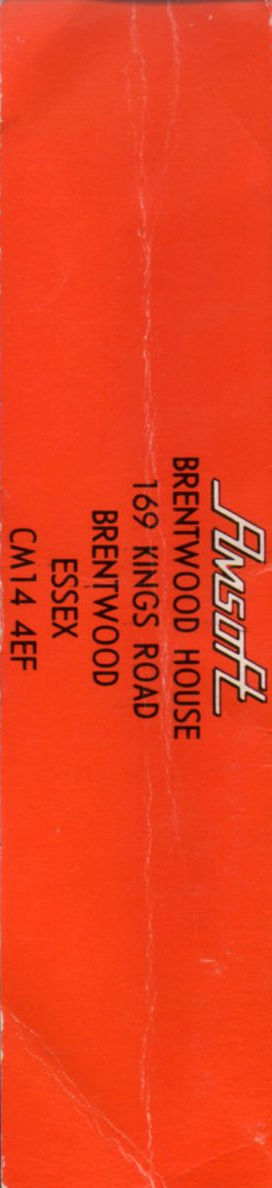 Amsoft
BRENTWOOD HOUSE
169 KINGS ROAD
BRENTWOOD
ESSEX
CM14 4EF